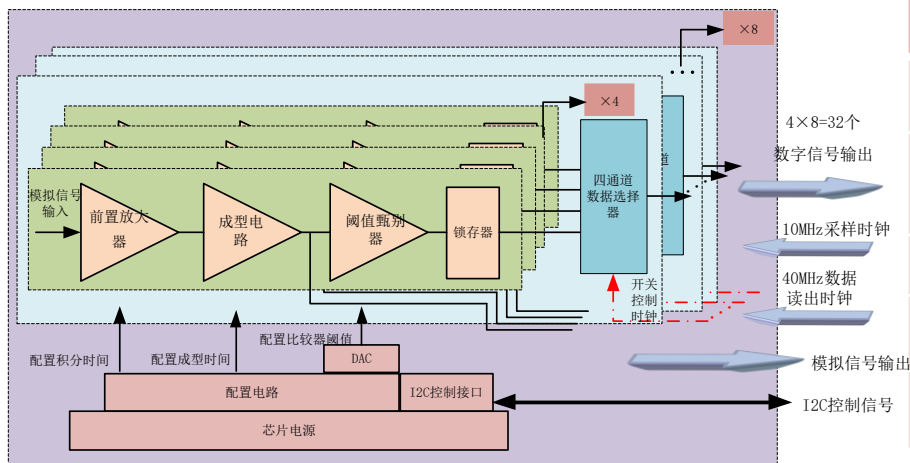 ×8
×4
4×8=32个
数字信号输出
模拟信号
输入
前置放大
器
成型电
路
阈值甄别
器
锁存器
四通道
数据选择
器
道
10MHz采样时钟
40MHz数据
读出时钟
开关
控制
时钟
配置积分时间
配置成型时间
配置比较器阈值
DAC
模拟信号输出
配置电路
I2C控制接口
I2C控制信号
芯片电源